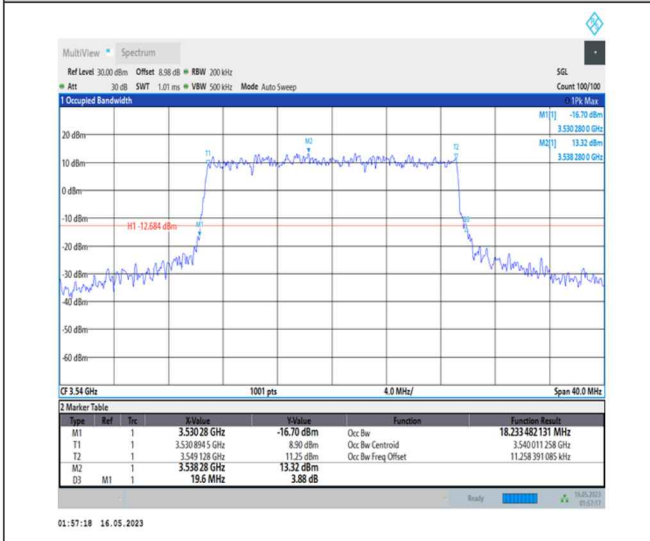 MultiView Spectrum
Ref Level 30.00 dBm Offset 8.98 dB RBW 200 kHz SGL
Att 30 dB SWT 1.01 ms VBW 500 kHz Mode Auto Sweep Count 100/100
1 Occupied Bandwidth 1Pk Max
M1[1] -16.70 dBm
3.530 280 0 GHz
M2[1] 13.32 dBm
3.538 280 0 GHz
20 dBm
M2
T1
T2
10 dBm
0 dBm
-10 dBm
H1 -12.684 dBm
M1
-30 dBm
-40 dBm
-50 dBm
-60 dBm
CF 3.54 GHz 1001 pts 4.0 MHz/ Span 40.0 MHz
2 Marker Table
Type Ref Trc X-Value Y-Value Function Function Result
M1 1 3.530 28 GHz -16.70 dBm Occ Bw 18.233 482 131 MHz
T1 1 3.530 894 5 GHz 8.90 dBm Occ Bw Centroid 3.540 011 258 GHz
T2 1 3.549 128 GHz 11.25 dBm Occ Bw Freq Offset 11.258 391 085 kHz
M2 1 3.538 28 GHz 13.32 dBm
D3 M1 1 19.6 MHz 3.88 dB
Ready 16.05.2023
01:57:17
01:57:18 16.05.2023